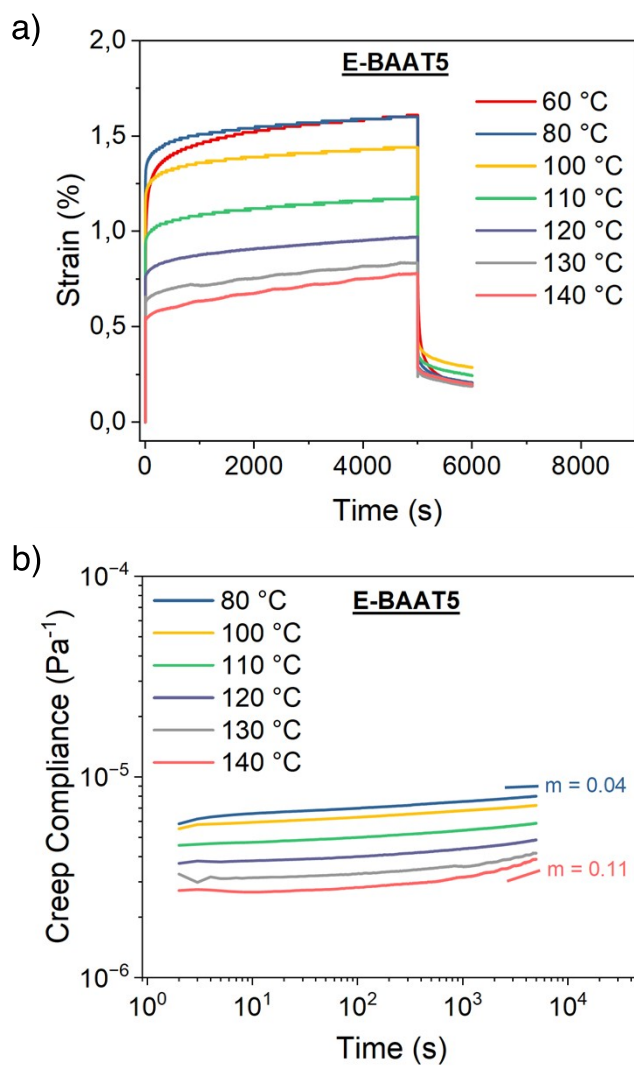 a)
E-BAAT5
2,0
1,5
1,0
0,5
0,0
Strain (%)
60 °C
80 °C
100 °C
110 °C
120 °C
130 °C
140 °C
0 2000 4000 6000 8000
Time (s)
b)
E-BAAT5
10⁻⁴
10⁻⁵
10⁻⁶
Creep Compliance (Pa⁻¹)
80 °C
100 °C
110 °C
120 °C
130 °C
140 °C
m = 0.04
m = 0.11
10⁰ 10¹ 10² 10³ 10⁴
Time (s)